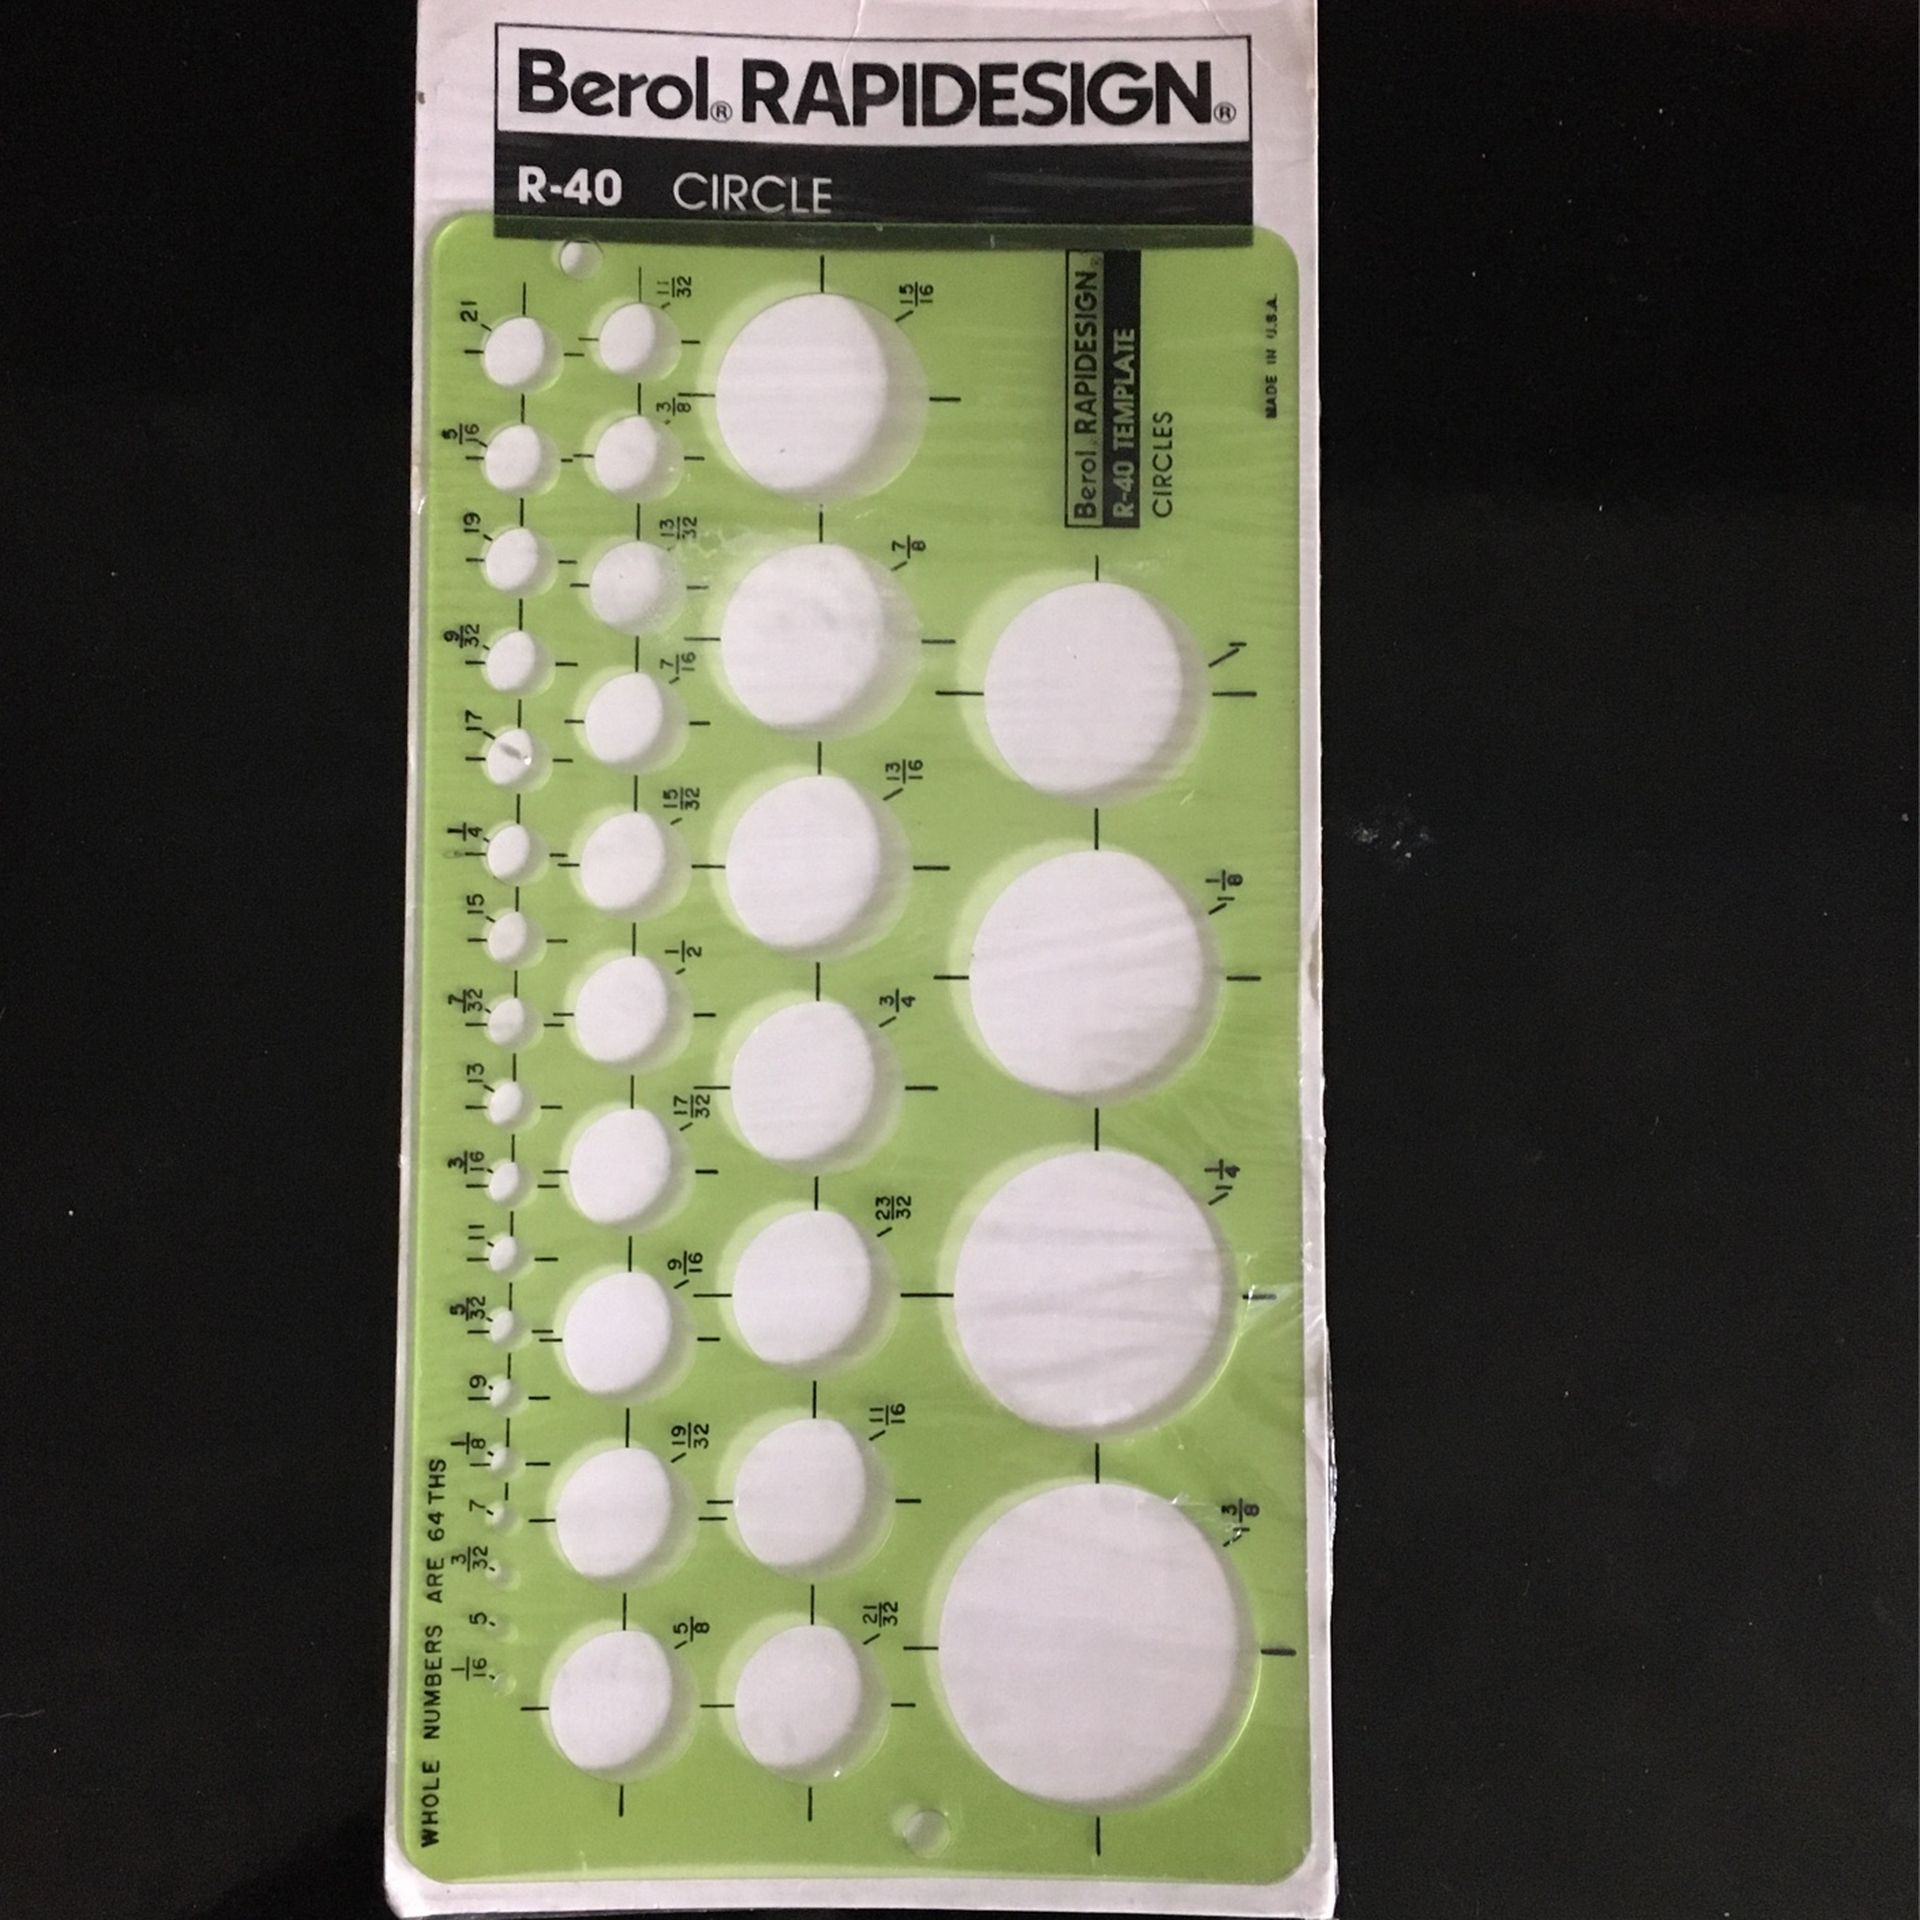 Berol® RAPIDESIGN®
R-40 CIRCLE
Berol RAPIDESIGN®
R-40 TEMPLATE
CIRCLES
MADE IN U.S.A.
WHOLE NUMBERS ARE 64THS
1/16 5 3/32 7 1/8 9 5/32 11 3/16 13 7/32 15 1/4 17 9/32 19 5/16 21
5/8 19/32 9/16 17/32 1/2 15/32 7/16 13/32 3/8 11/32
21/32 11/16 23/32 3/4 13/16 7/8 15/16
1 3/8 1 1/4 1 1/8 1